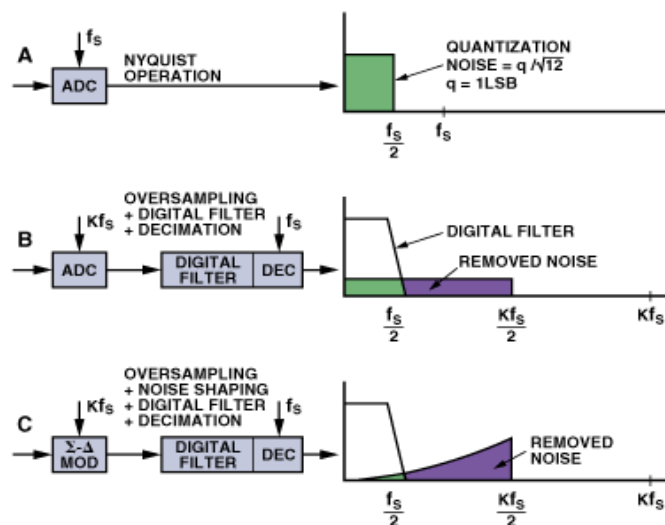 A
fS
ADC
NYQUIST
OPERATION
QUANTIZATION
NOISE = q /√12
q = 1LSB
fS
2
fS
B
KfS
OVERSAMPLING
+ DIGITAL FILTER
+ DECIMATION
fS
ADC
DIGITAL
FILTER
DEC
DIGITAL FILTER
REMOVED NOISE
fS
2
KfS
2
KfS
C
KfS
OVERSAMPLING
+ NOISE SHAPING
+ DIGITAL FILTER
+ DECIMATION
fS
Σ-Δ
MOD
DIGITAL
FILTER
DEC
REMOVED
NOISE
fS
2
KfS
2
KfS